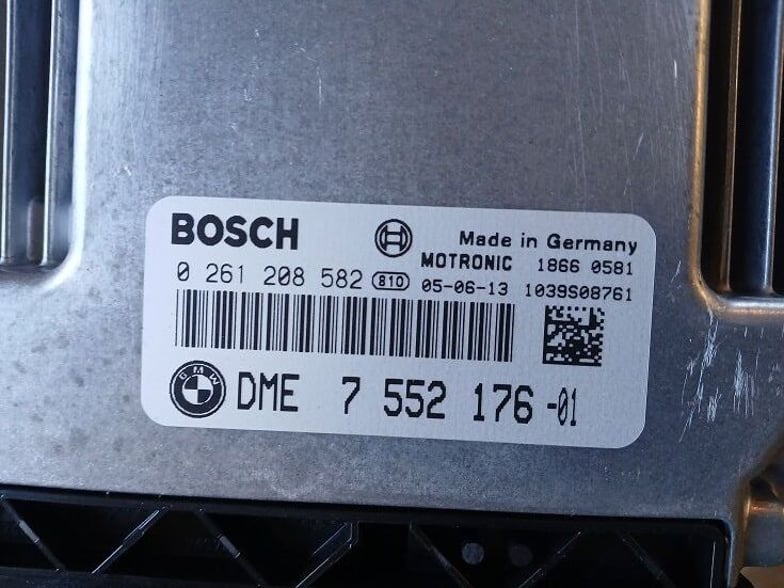 BOSCH
Made in Germany
MOTRONIC 1866 0581
0 261 208 582 810 05-06-13 1039S08761
BMW DME 7 552 176-01